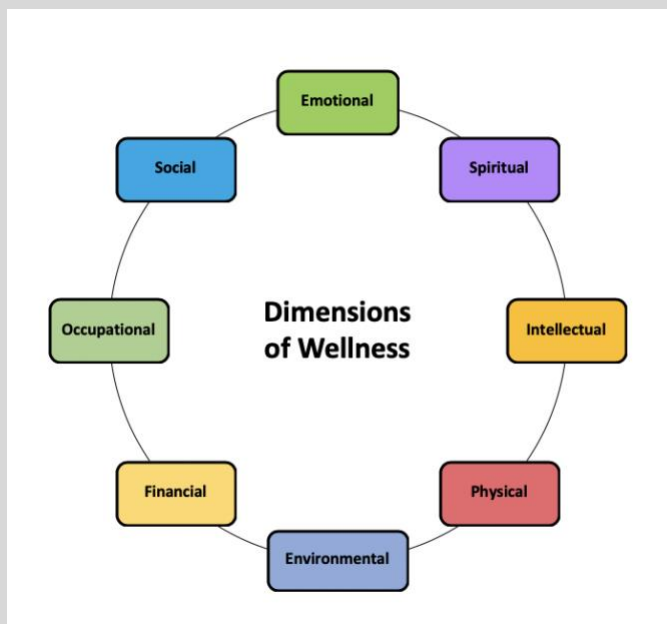 Emotional
Social
Spiritual
Occupational
Dimensions
of Wellness
Intellectual
Financial
Physical
Environmental